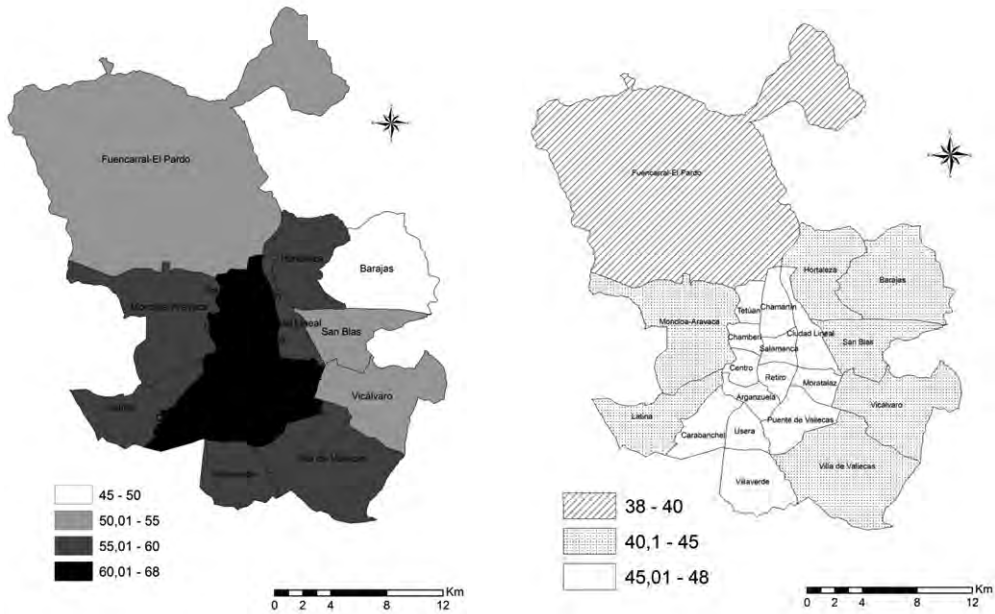 Fuencarral-El Pardo
Hortaleza
Barajas
Moncloa-Aravaca
San Blas
Vicálvaro
Latina
Villa de Vallecas
45 - 50
50,01 - 55
55,01 - 60
60,01 - 68
Km
0 2 4 8 12
Fuencarral-El Pardo
Hortaleza
Barajas
Tetúan
Chamartín
Moncloa-Aravaca
Ciudad Lineal
Chamberí
San Blas
Salamanca
Centro
Retiro
Moratalaz
Vicálvaro
Arganzuela
Latina
Puente de Vallecas
Usera
Carabanchel
Villa de Vallecas
Villaverde
38 - 40
40,1 - 45
45,01 - 48
Km
0 2 4 8 12